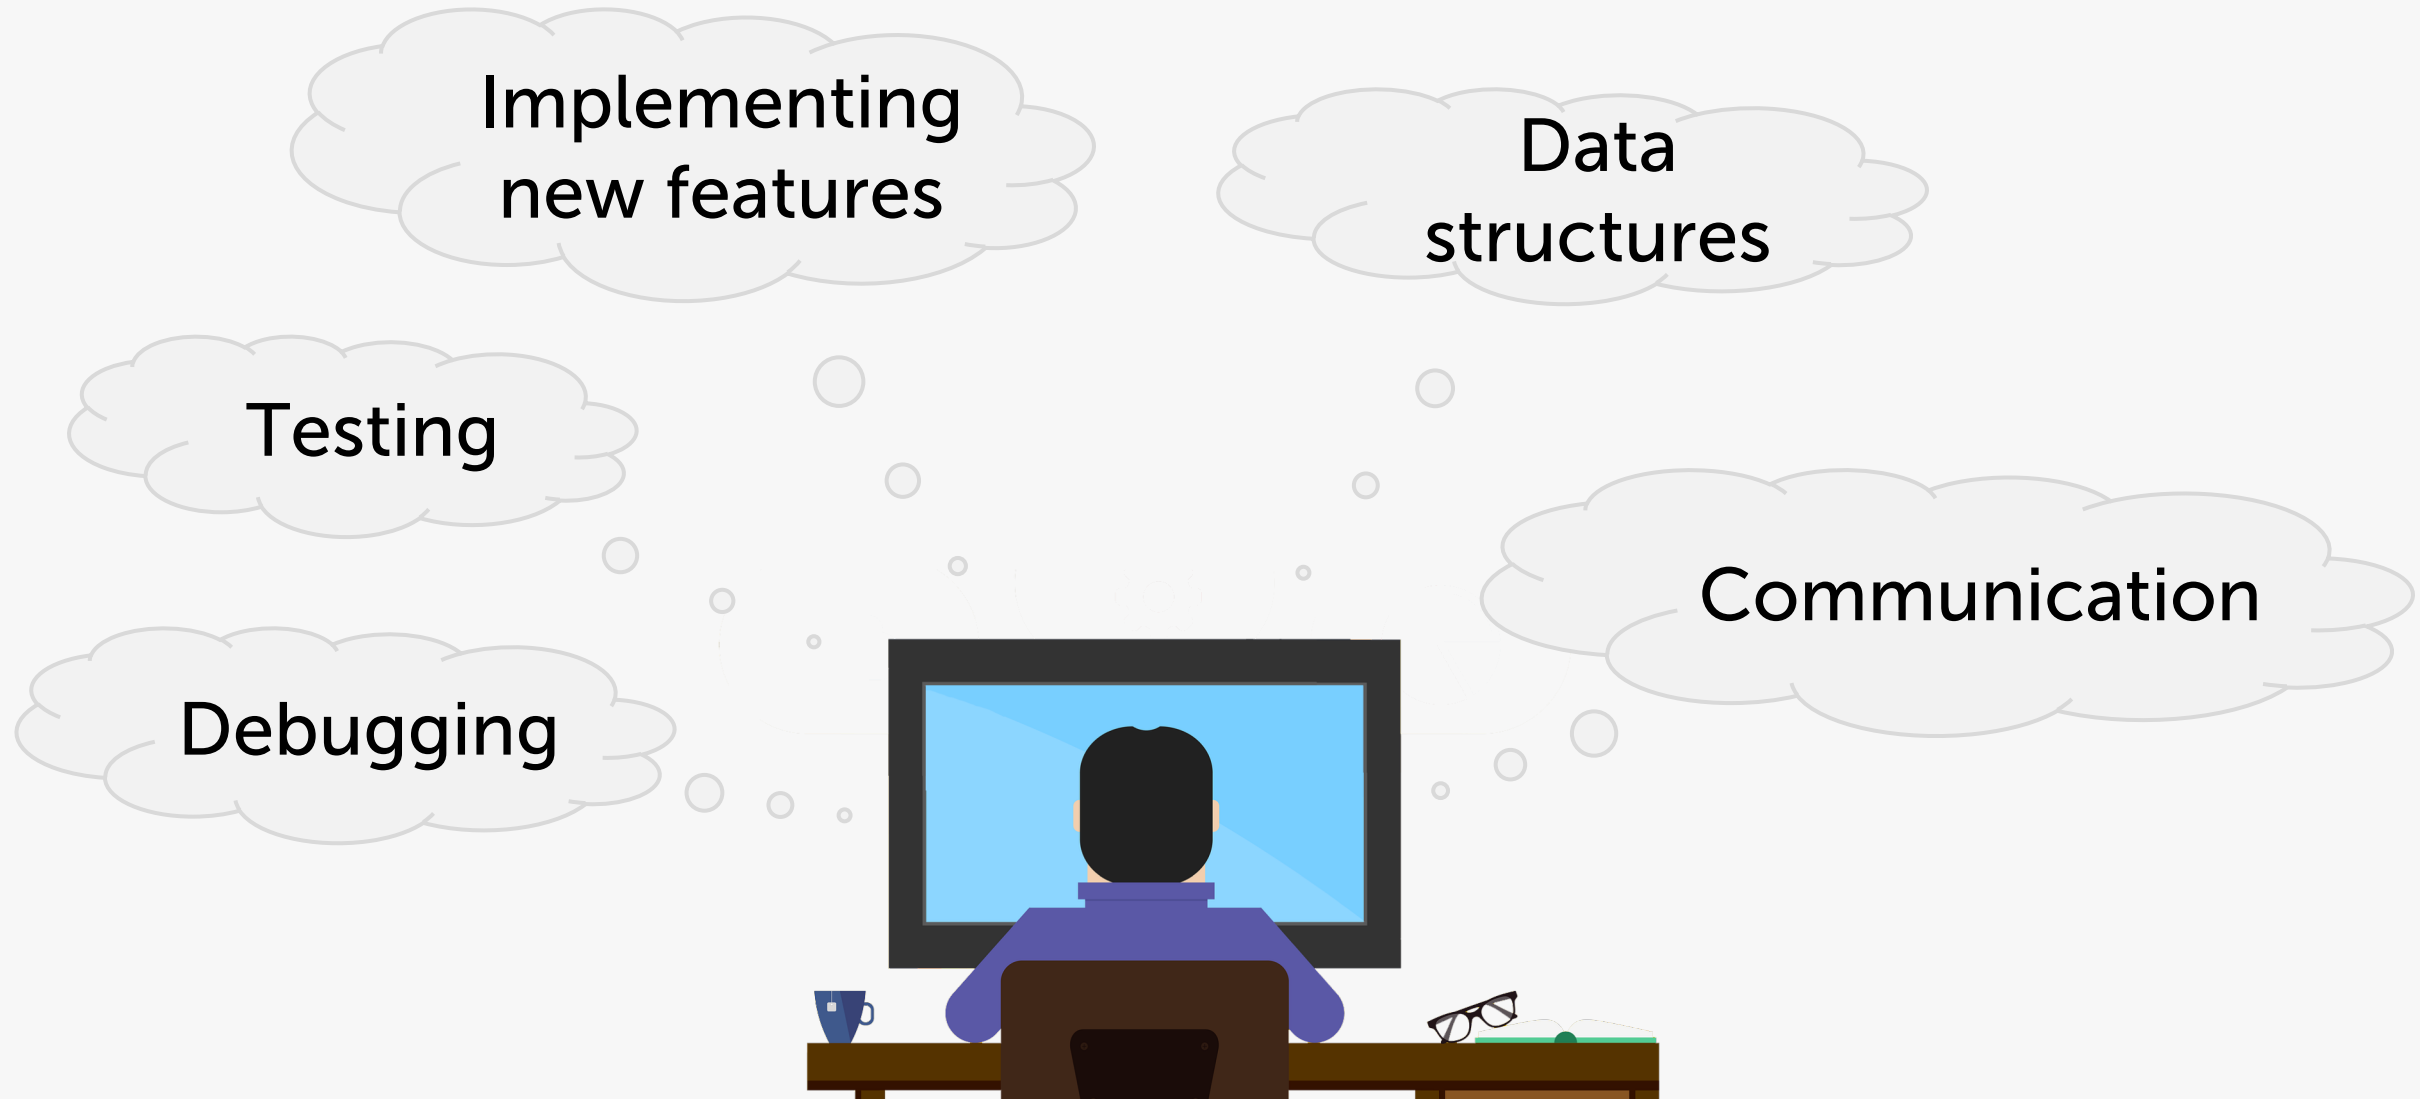 Implementing
new features
Data
structures
Testing
Communication
Debugging